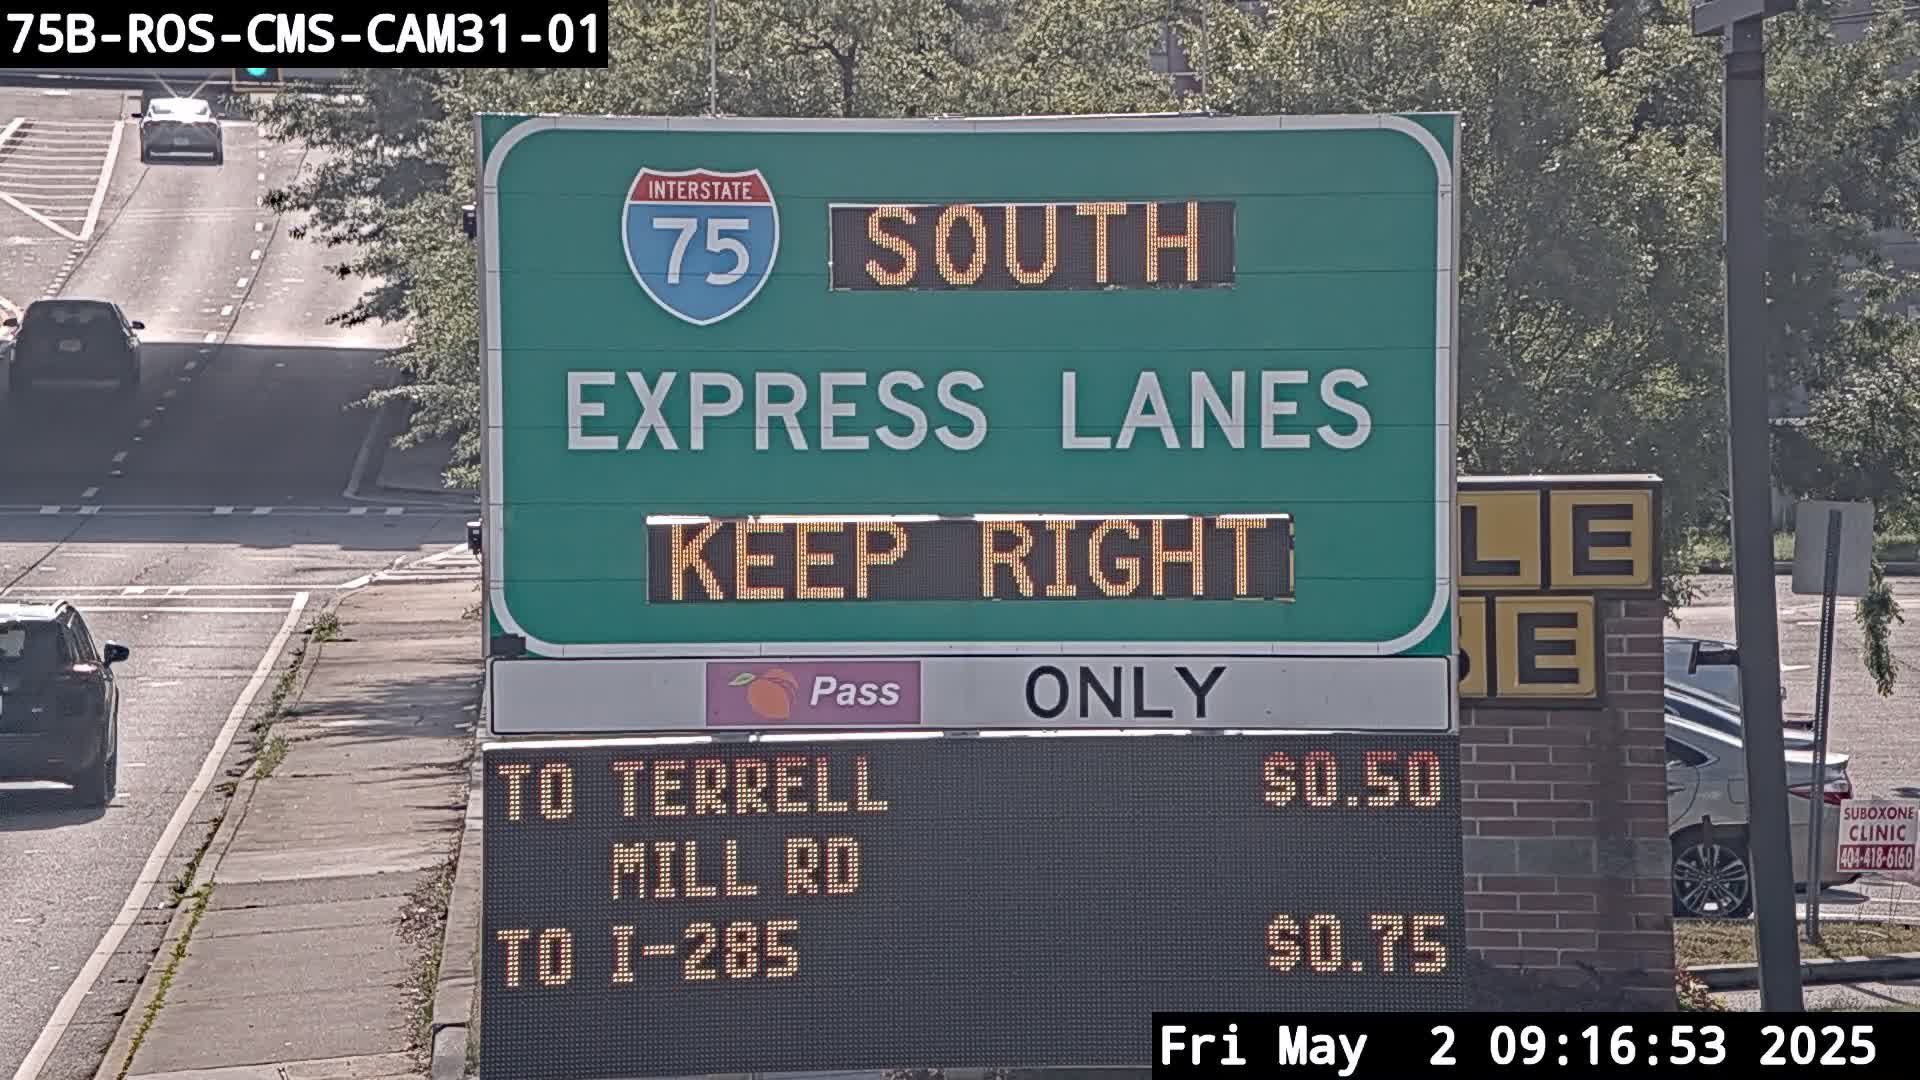 75B-ROS-CMS-CAM31-01
INTERSTATE
75
SOUTH
EXPRESS LANES
KEEP RIGHT
Pass ONLY
TO TERRELL $0.50
MILL RD
TO I-285 $0.75
LE
E
SUBOXONE
CLINIC
404-418-6160
Fri May 2 09:16:53 2025